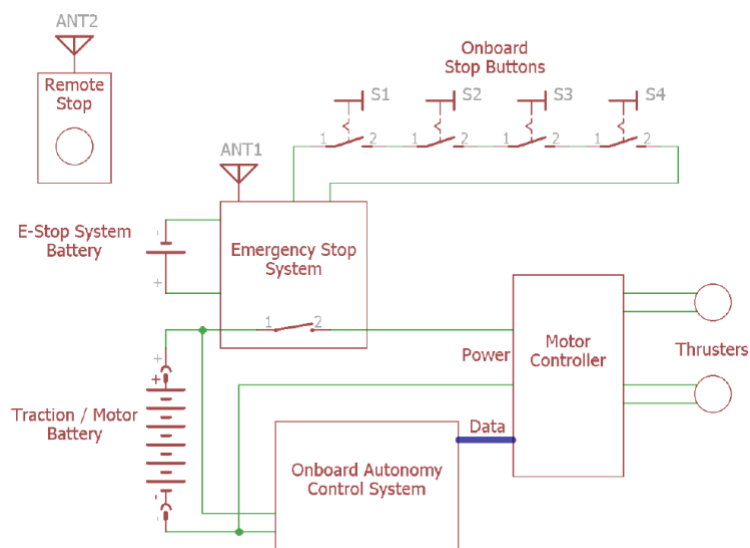 ANT2
Remote
Stop
Onboard
Stop Buttons
S1
S2
S3
S4
1
2
1
2
1
2
1
2
ANT1
E-Stop System
Battery
-
+
Emergency Stop
System
1
2
+
+
Traction / Motor
Battery
-
-
Power
Motor
Controller
Thrusters
Data
Onboard Autonomy
Control System